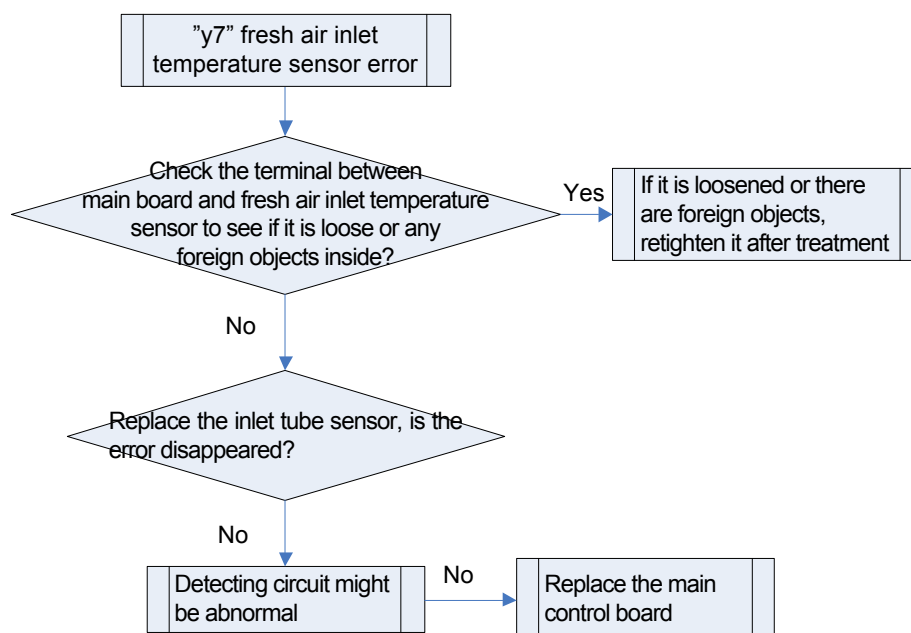 ”y7” fresh air inlet
temperature sensor error
Check the terminal between
main board and fresh air inlet temperature
sensor to see if it is loose or any
foreign objects inside?
Yes
If it is loosened or there
are foreign objects,
retighten it after treatment
No
Replace the inlet tube sensor, is the
error disappeared?
No
Detecting circuit might
be abnormal
No
Replace the main
control board